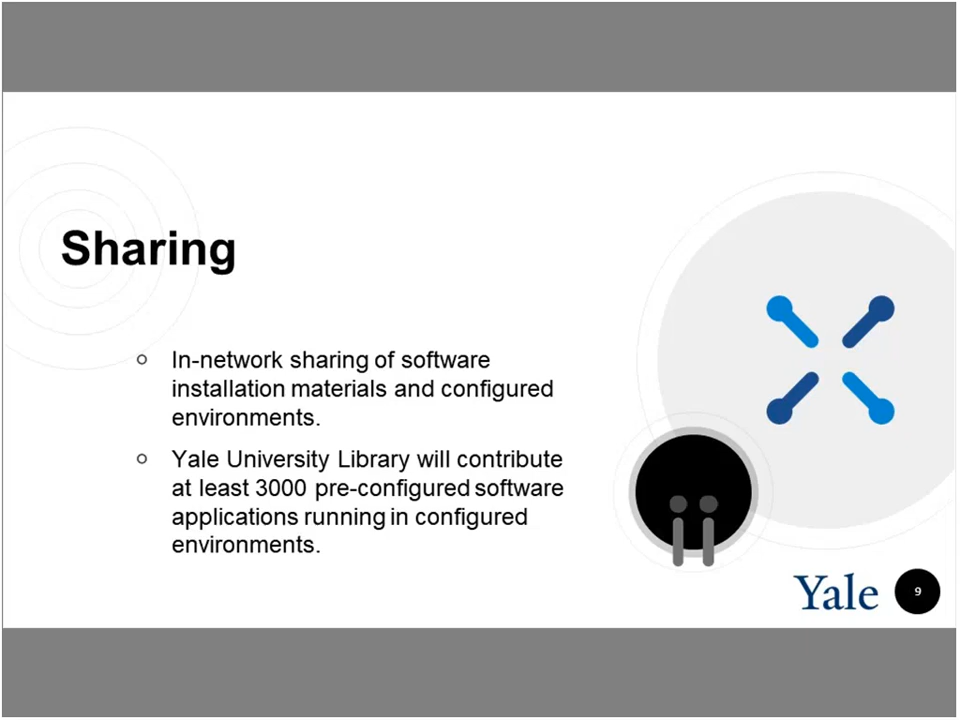 Sharing
In-network sharing of software
installation materials and configured
environments.
Yale University Library will contribute
at least 3000 pre-configured software
applications running in configured
environments.
Yale
9